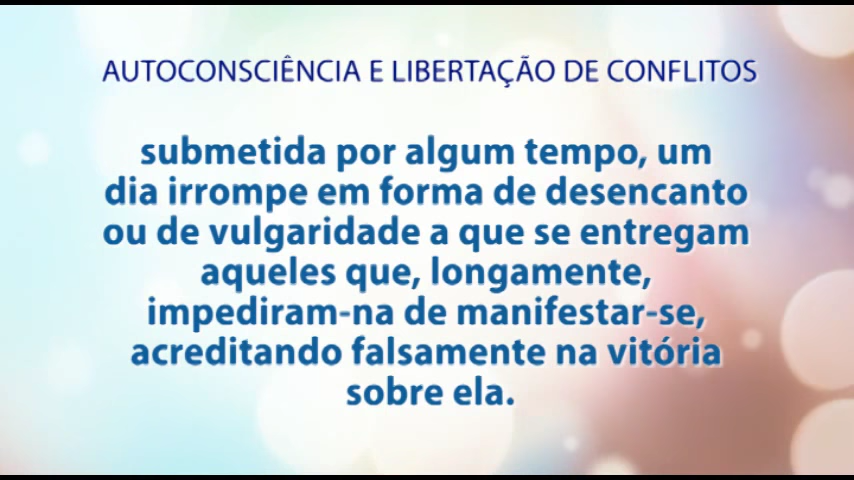 AUTOCONSCIÊNCIA E LIBERTAÇÃO DE CONFLITOS
submetida por algum tempo, um
dia irrompe em forma de desencanto
ou de vulgaridade a que se entregam
aqueles que, longamente,
impediram-na de manifestar-se,
acreditando falsamente na vitória
sobre ela.